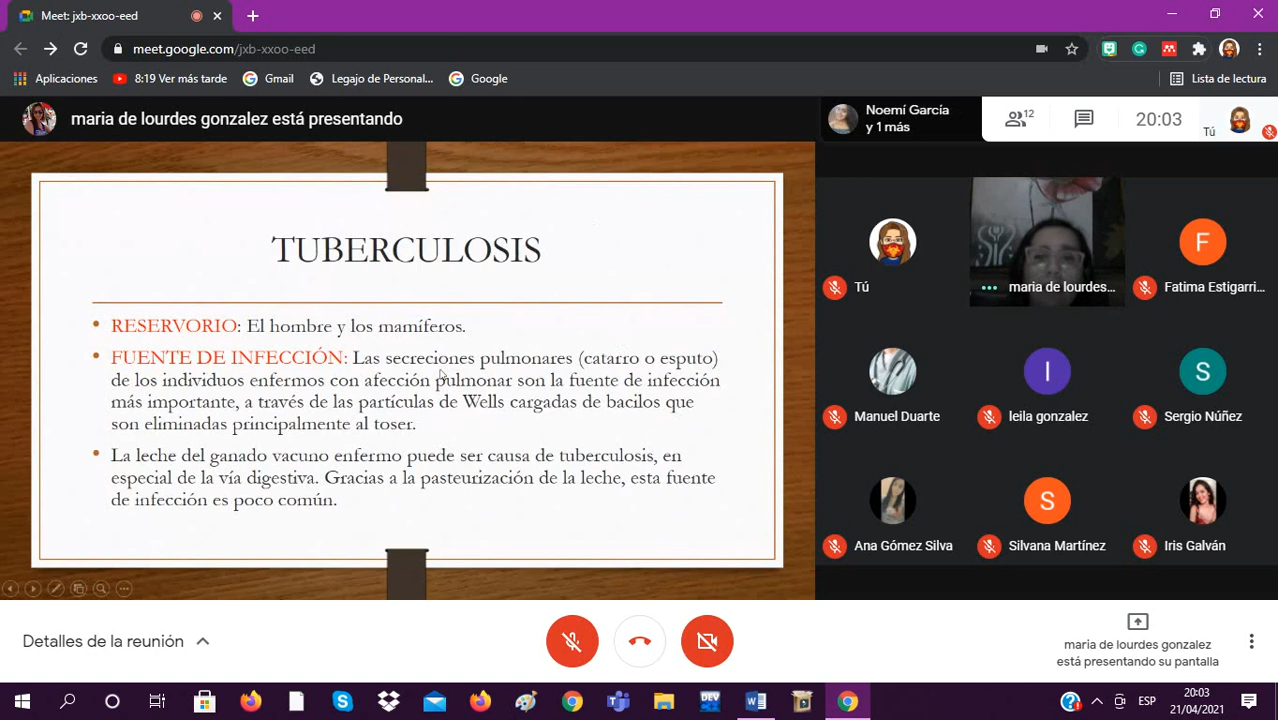 Meet: jxb-xxoo-eed
meet.google.com/jxb-xxoo-eed
Aplicaciones
8:19 Ver más tarde
Gmail
Legajo de Personal...
Google
Lista de lectura
maria de lourdes gonzalez está presentando
Noemí García
y 1 más
12
20:03
Tú
TUBERCULOSIS
• RESERVORIO: El hombre y los mamíferos.
• FUENTE DE INFECCIÓN: Las secreciones pulmonares (catarro o esputo)
de los individuos enfermos con afección pulmonar son la fuente de infección
más importante, a través de las partículas de Wells cargadas de bacilos que
son eliminadas principalmente al toser.
• La leche del ganado vacuno enfermo puede ser causa de tuberculosis, en
especial de la vía digestiva. Gracias a la pasteurización de la leche, esta fuente
de infección es poco común.
Tú
maria de lourdes...
F
Fatima Estigarri...
Manuel Duarte
I
leila gonzalez
S
Sergio Núñez
Ana Gómez Silva
S
Silvana Martínez
Iris Galván
Detalles de la reunión
maria de lourdes gonzalez
está presentando su pantalla
DEV
ESP
20:03
21/04/2021